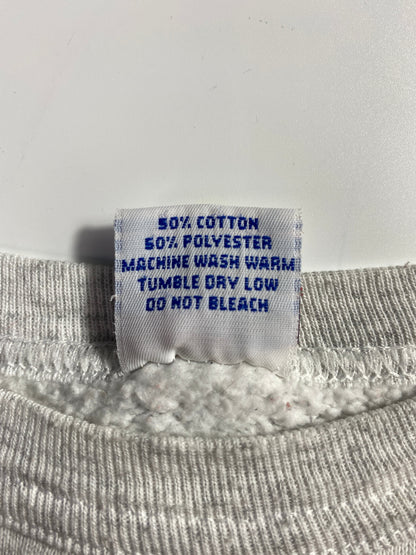 50% COTTON
50% POLYESTER
MACHINE WASH WARM
TUMBLE DRY LOW
DO NOT BLEACH